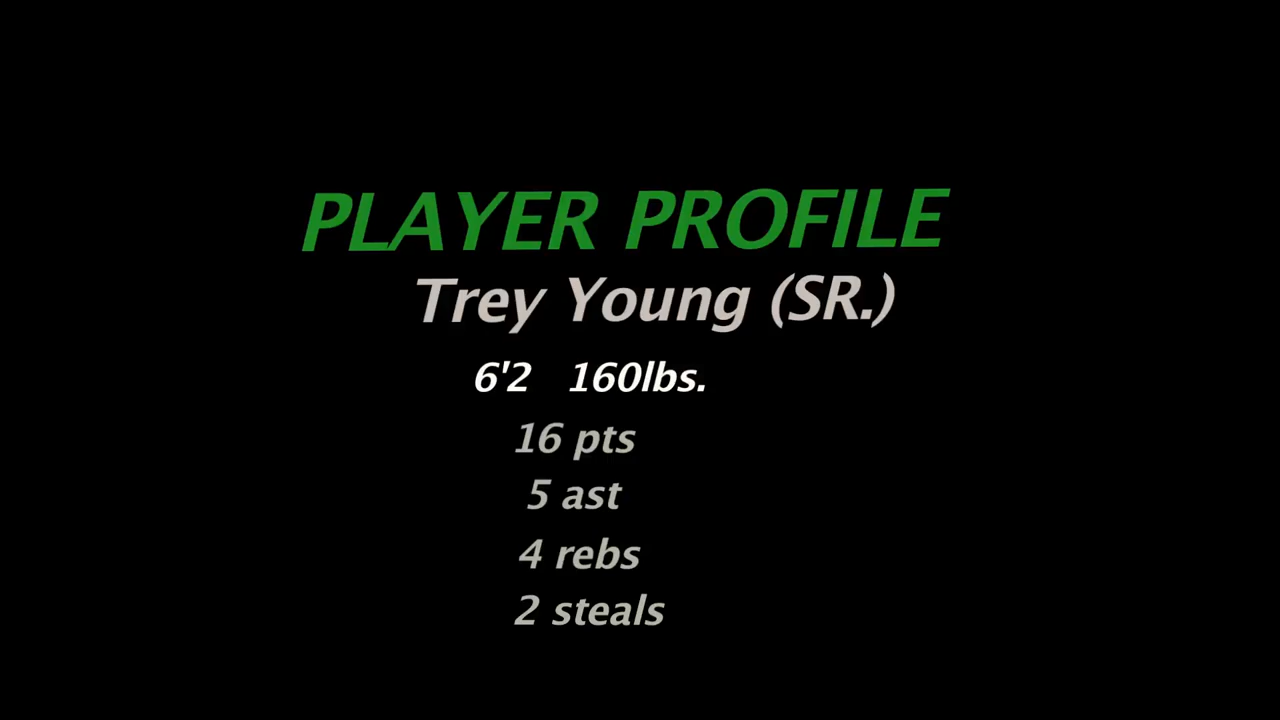 PLAYER PROFILE
Trey Young (SR.)
6'2 160lbs.
16 pts
5 ast
4 rebs
2 steals